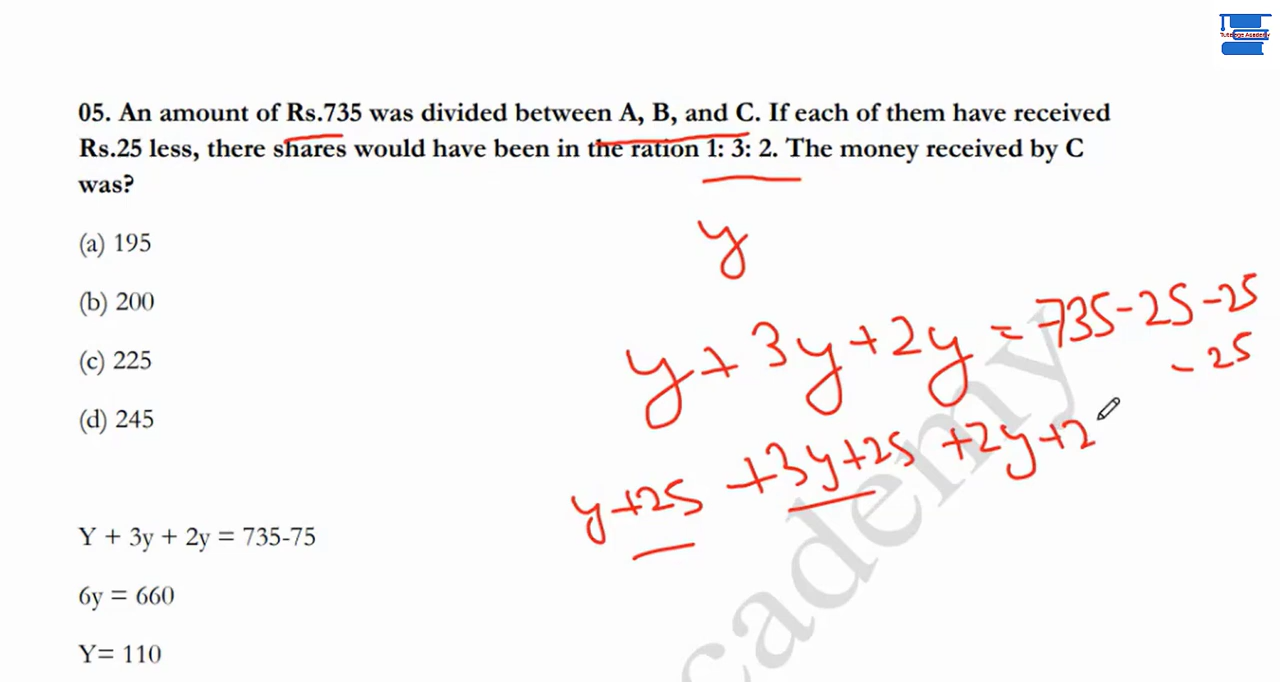 Tutelage Academy
05. An amount of Rs.735 was divided between A, B, and C. If each of them have received
Rs.25 less, there shares would have been in the ration 1: 3: 2. The money received by C
was?
(a) 195
(b) 200
(c) 225
(d) 245
y
y + 3y + 2y = 735 - 25 - 25
- 25
y + 25 + 3y + 25 + 2y + 2
Y + 3y + 2y = 735-75
6y = 660
Y= 110
cademy